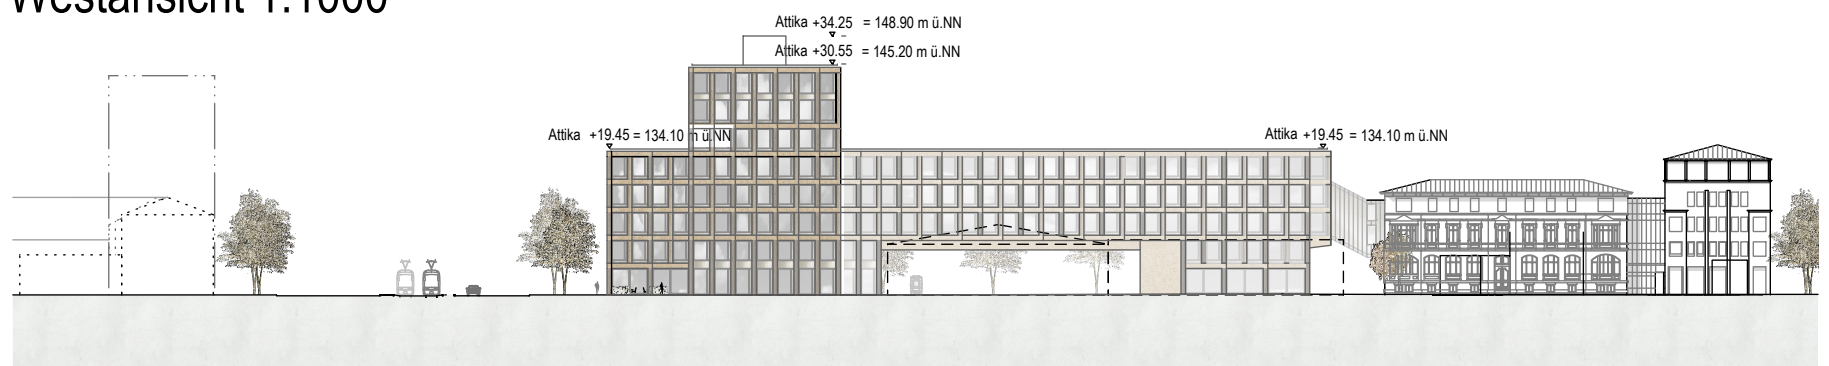 Westansicht 1:1000
Attika +34.25 = 148.90 m ü.NN
Attika +30.55 = 145.20 m ü.NN
Attika +19.45 = 134.10 m ü.NN
Attika +19.45 = 134.10 m ü.NN